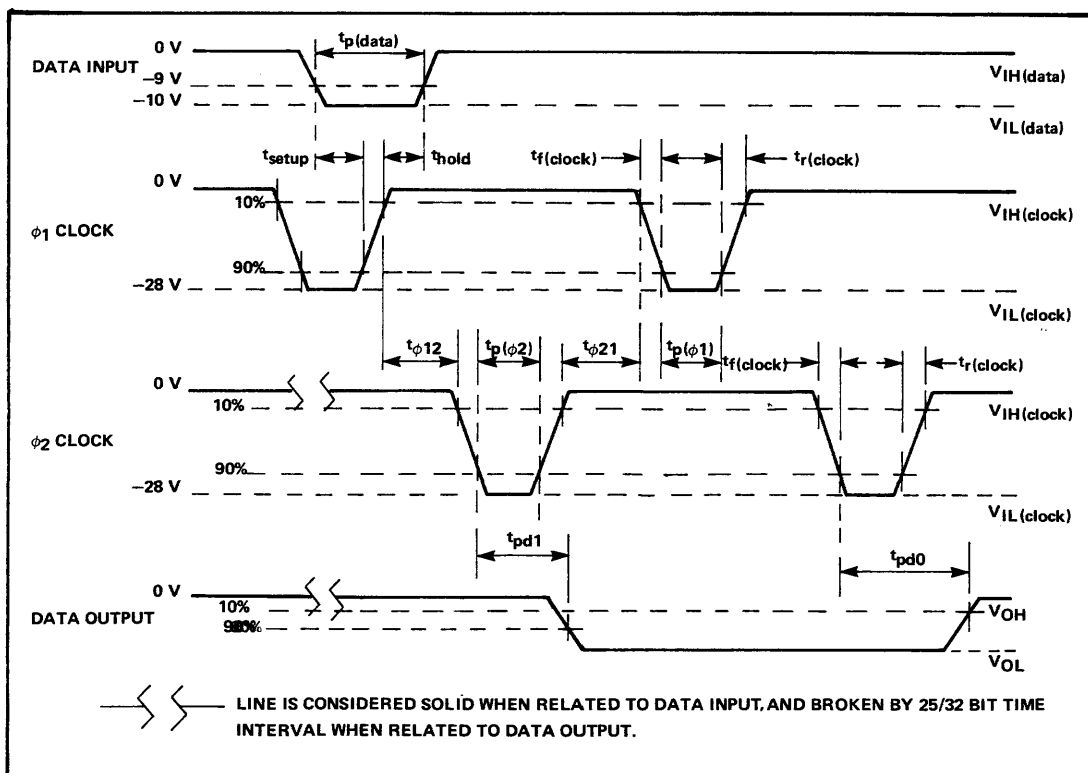 0 V
tp(data)
DATA INPUT
−9 V
−10 V
VIH(data)
VIL(data)
tsetup
thold
tf(clock)
tr(clock)
0 V
10%
VIH(clock)
ϕ1 CLOCK
90%
−28 V
VIL(clock)
tϕ12
tp(ϕ2)
tϕ21
tp(ϕ1)
tf(clock)
tr(clock)
0 V
10%
VIH(clock)
ϕ2 CLOCK
90%
−28 V
VIL(clock)
tpd1
tpd0
0 V
10%
VOH
DATA OUTPUT
VOL
LINE IS CONSIDERED SOLID WHEN RELATED TO DATA INPUT, AND BROKEN BY 25/32 BIT TIME
INTERVAL WHEN RELATED TO DATA OUTPUT.